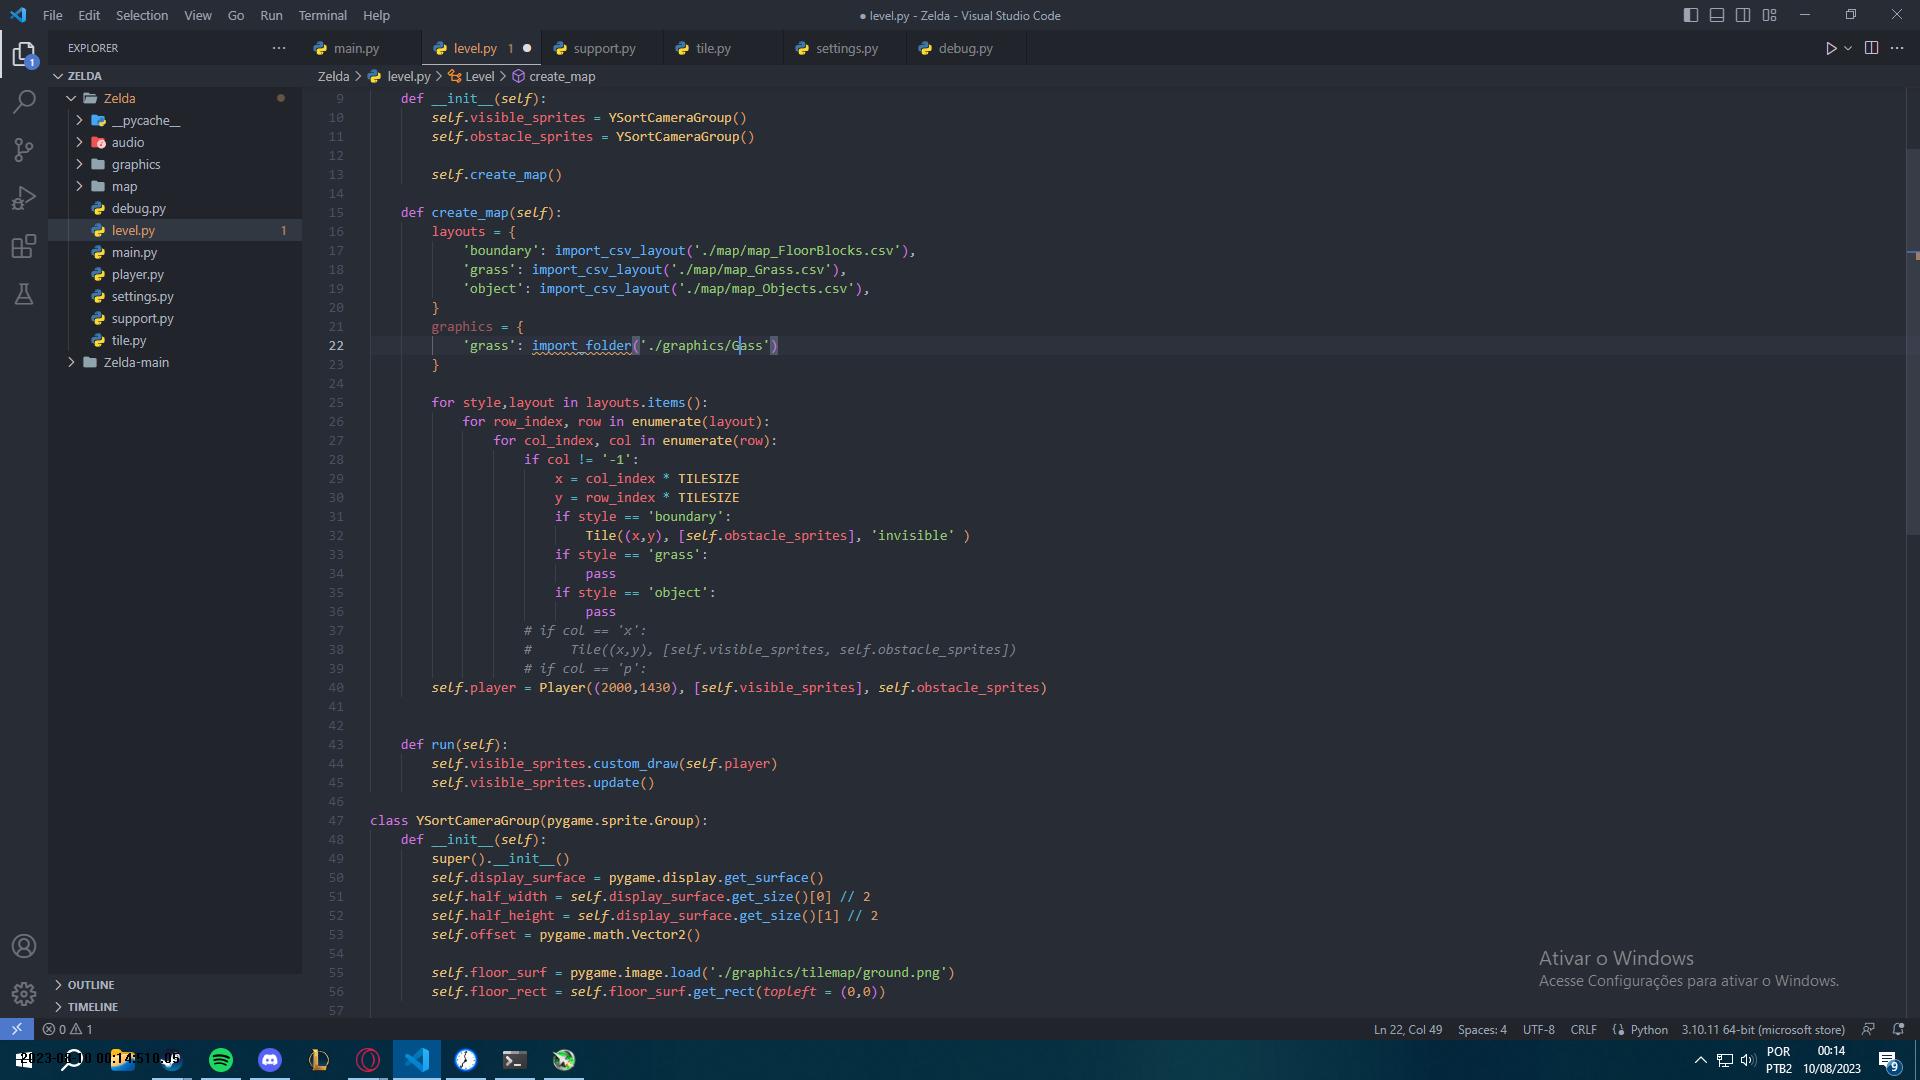 File Edit Selection View Go Run Terminal Help
● level.py - Zelda - Visual Studio Code
EXPLORER
main.py
level.py 1
support.py
tile.py
settings.py
debug.py
ZELDA
Zelda > level.py > Level > create_map
Zelda
__pycache__
audio
graphics
map
debug.py
level.py 1
main.py
player.py
settings.py
support.py
tile.py
Zelda-main
OUTLINE
TIMELINE
9 def __init__(self):
10 self.visible_sprites = YSortCameraGroup()
11 self.obstacle_sprites = YSortCameraGroup()
12
13 self.create_map()
14
15 def create_map(self):
16 layouts = {
17 'boundary': import_csv_layout('./map/map_FloorBlocks.csv'),
18 'grass': import_csv_layout('./map/map_Grass.csv'),
19 'object': import_csv_layout('./map/map_Objects.csv'),
20 }
21 graphics = {
22 'grass': import_folder('./graphics/Gass')
23 }
24
25 for style,layout in layouts.items():
26 for row_index, row in enumerate(layout):
27 for col_index, col in enumerate(row):
28 if col != '-1':
29 x = col_index * TILESIZE
30 y = row_index * TILESIZE
31 if style == 'boundary':
32 Tile((x,y), [self.obstacle_sprites], 'invisible' )
33 if style == 'grass':
34 pass
35 if style == 'object':
36 pass
37 # if col == 'x':
38 # Tile((x,y), [self.visible_sprites, self.obstacle_sprites])
39 # if col == 'p':
40 self.player = Player((2000,1430), [self.visible_sprites], self.obstacle_sprites)
41
42
43 def run(self):
44 self.visible_sprites.custom_draw(self.player)
45 self.visible_sprites.update()
46
47 class YSortCameraGroup(pygame.sprite.Group):
48 def __init__(self):
49 super().__init__()
50 self.display_surface = pygame.display.get_surface()
51 self.half_width = self.display_surface.get_size()[0] // 2
52 self.half_height = self.display_surface.get_size()[1] // 2
53 self.offset = pygame.math.Vector2()
54
55 self.floor_surf = pygame.image.load('./graphics/tilemap/ground.png')
56 self.floor_rect = self.floor_surf.get_rect(topleft = (0,0))
57
Ativar o Windows
Acesse Configurações para ativar o Windows.
0 1
Ln 22, Col 49 Spaces: 4 UTF-8 CRLF Python 3.10.11 64-bit (microsoft store)
POR
PTB2
00:14
10/08/2023
9